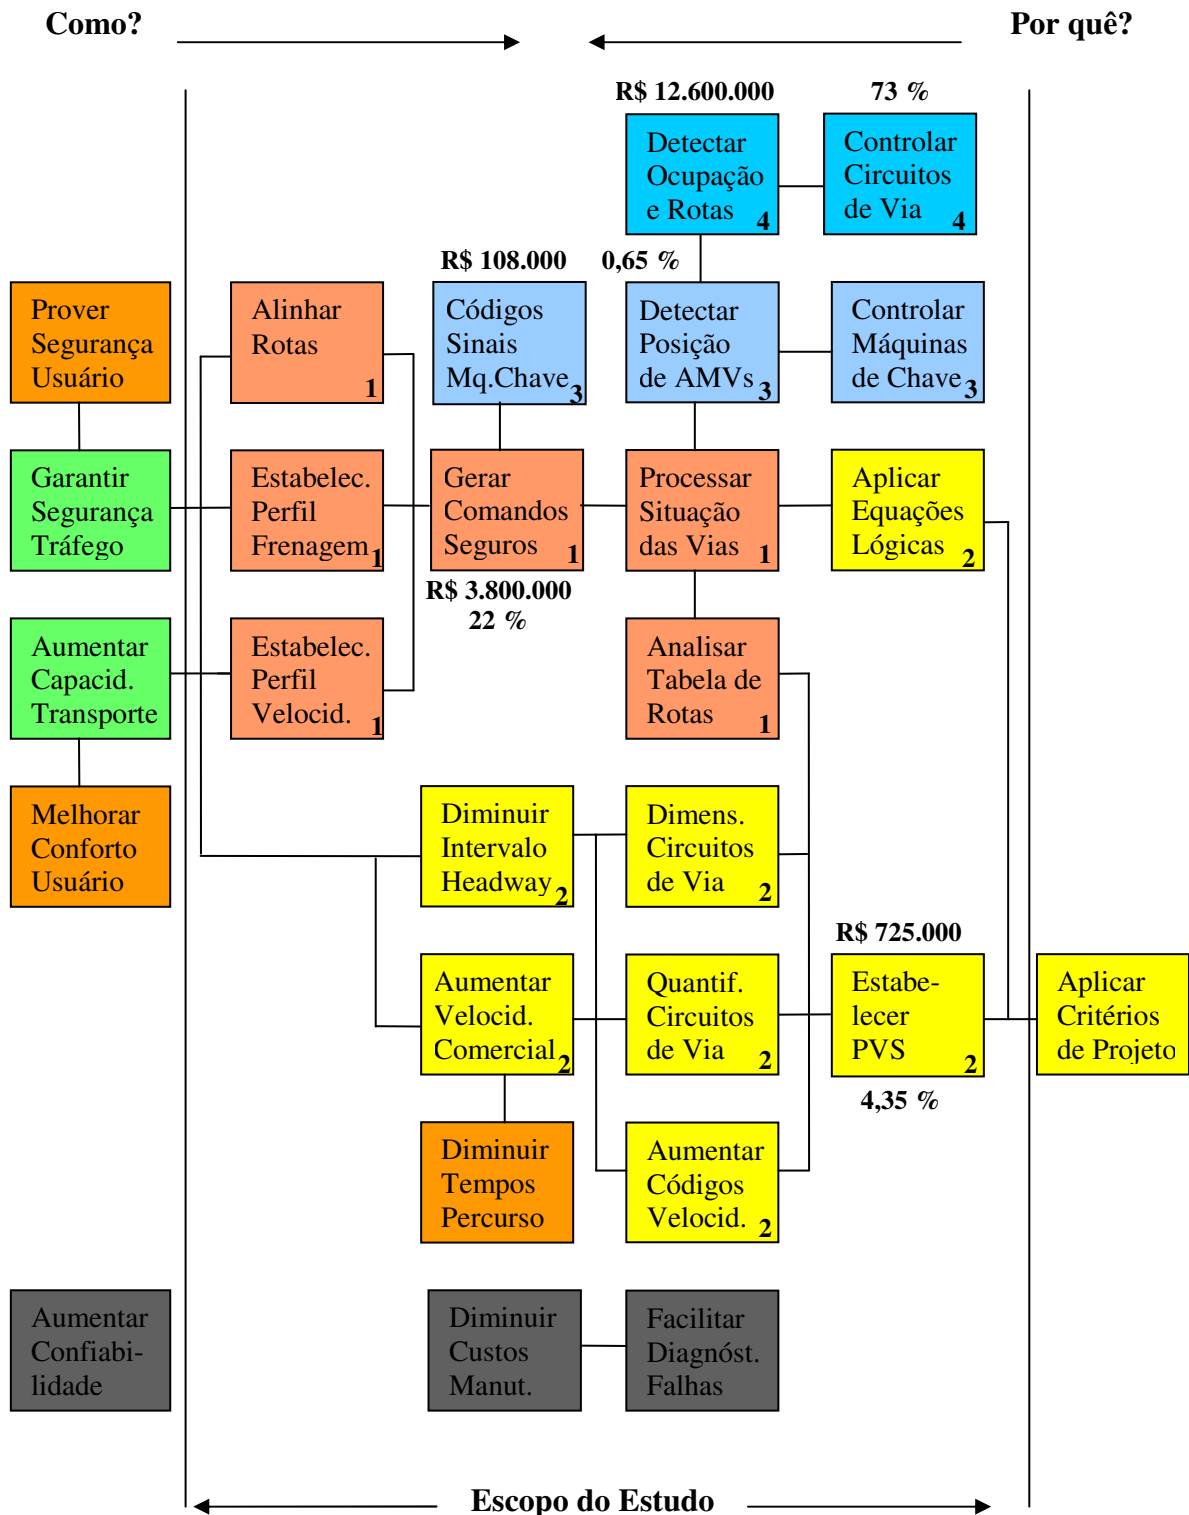 Como?
Por quê?
R$ 12.600.000
73 %
Detectar
Ocupação
e Rotas
4
Controlar
Circuitos
de Via
4
R$ 108.000
0,65 %
Prover
Segurança
Usuário
Alinhar
Rotas
1
Códigos
Sinais
Mq.Chave
3
Detectar
Posição
de AMVs
3
Controlar
Máquinas
de Chave
3
Garantir
Segurança
Tráfego
Estabelec.
Perfil
Frenagem
1
Gerar
Comandos
Seguros
1
Processar
Situação
das Vias
1
Aplicar
Equações
Lógicas
2
R$ 3.800.000
22 %
Aumentar
Capacid.
Transporte
Estabelec.
Perfil
Velocid.
1
Analisar
Tabela de
Rotas
1
Melhorar
Conforto
Usuário
Diminuir
Intervalo
Headway
2
Dimens.
Circuitos
de Via
2
R$ 725.000
Aumentar
Velocid.
Comercial
2
Quantif.
Circuitos
de Via
2
Estabe-
lecer
PVS
2
Aplicar
Critérios
de Projeto
4,35 %
Diminuir
Tempos
Percurso
Aumentar
Códigos
Velocid.
2
Aumentar
Confiabi-
lidade
Diminuir
Custos
Manut.
Facilitar
Diagnóst.
Falhas
Escopo do Estudo